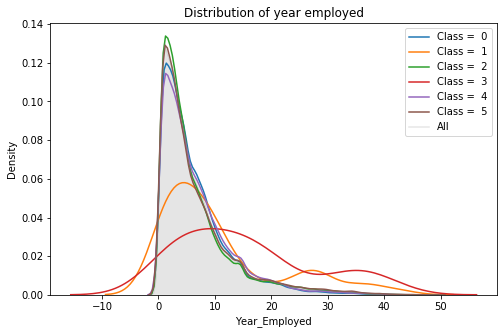 Distribution of year employed
0.14
0.12
0.10
0.08
0.06
0.04
0.02
0.00
Density
Class = 0
Class = 1
Class = 2
Class = 3
Class = 4
Class = 5
All
−10 0 10 20 30 40 50
Year_Employed